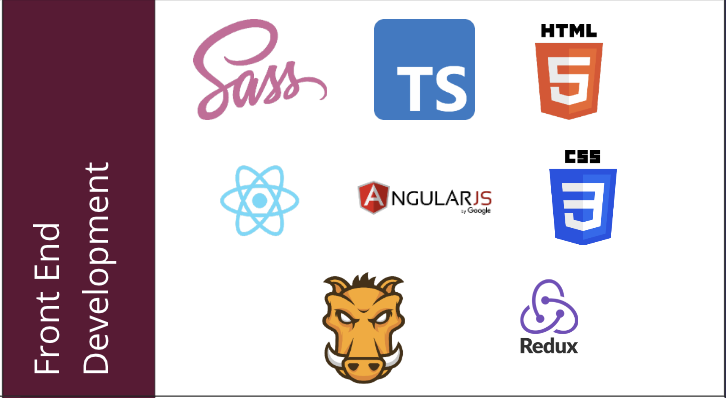 Front End
Development
Sass
TS
HTML
5
ANGULARJS
by Google
CSS
3
Redux